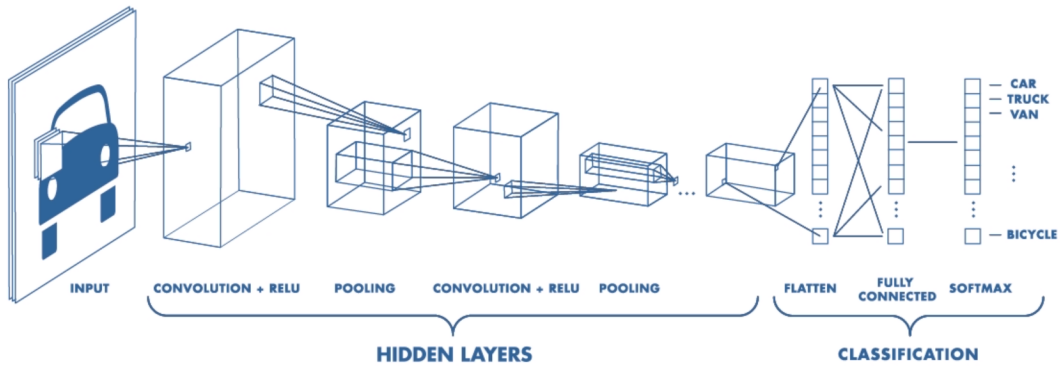 CAR
TRUCK
VAN
BICYCLE
INPUT
CONVOLUTION + RELU
POOLING
CONVOLUTION + RELU
POOLING
FLATTEN
FULLY
CONNECTED
SOFTMAX
HIDDEN LAYERS
CLASSIFICATION